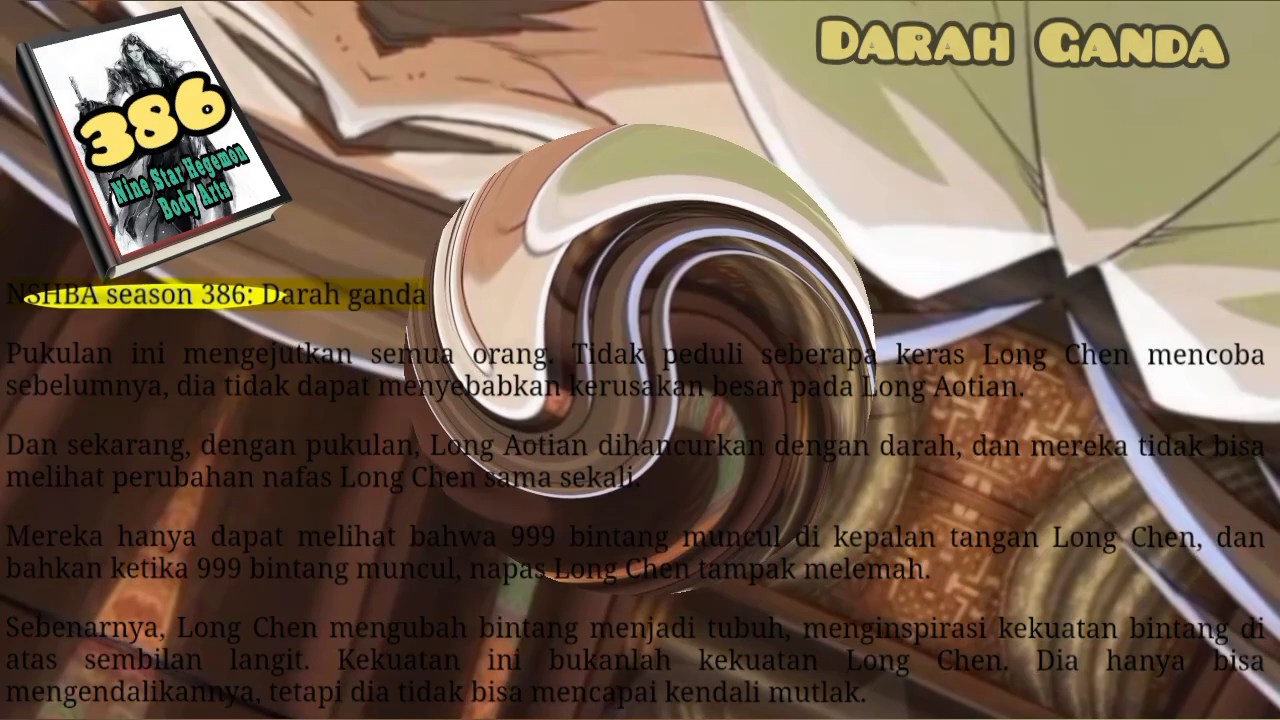 386
Nine Star Hegemon
Body Arts
Darah Ganda
NSHBA season 386: Darah ganda
Pukulan ini mengejutkan semua orang. Tidak peduli seberapa keras Long Chen mencoba
sebelumnya, dia tidak dapat menyebabkan kerusakan besar pada Long Aotian.
Dan sekarang, dengan pukulan, Long Aotian dihancurkan dengan darah, dan mereka tidak bisa
melihat perubahan nafas Long Chen sama sekali.
Mereka hanya dapat melihat bahwa 999 bintang muncul di kepalan tangan Long Chen, dan
bahkan ketika 999 bintang muncul, napas Long Chen tampak melemah.
Sebenarnya, Long Chen mengubah bintang menjadi tubuh, menginspirasi kekuatan bintang di
atas sembilan langit. Kekuatan ini bukanlah kekuatan Long Chen. Dia hanya bisa
mengendalikannya, tetapi dia tidak bisa mencapai kendali mutlak.